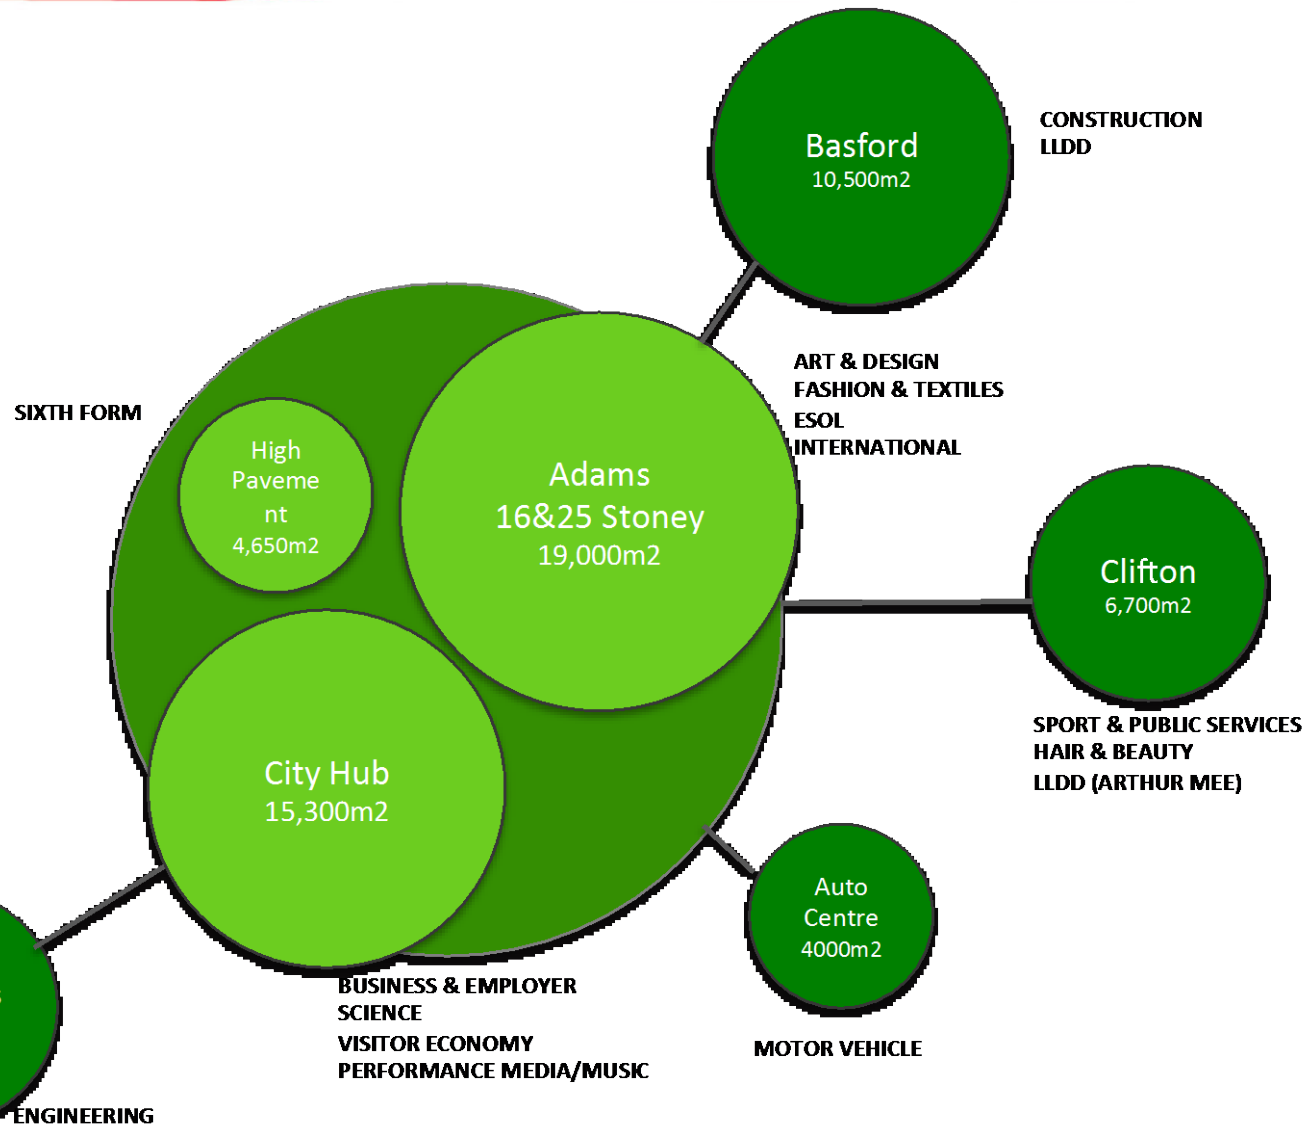 Basford
10,500m2
CONSTRUCTION
LLDD
ART & DESIGN
FASHION & TEXTILES
ESOL
INTERNATIONAL
SIXTH FORM
High
Paveme
nt
4,650m2
Adams
16&25 Stoney
19,000m2
Clifton
6,700m2
SPORT & PUBLIC SERVICES
HAIR & BEAUTY
LLDD (ARTHUR MEE)
City Hub
15,300m2
Auto
Centre
4000m2
BUSINESS & EMPLOYER
SCIENCE
VISITOR ECONOMY
PERFORMANCE MEDIA/MUSIC
MOTOR VEHICLE
ENGINEERING